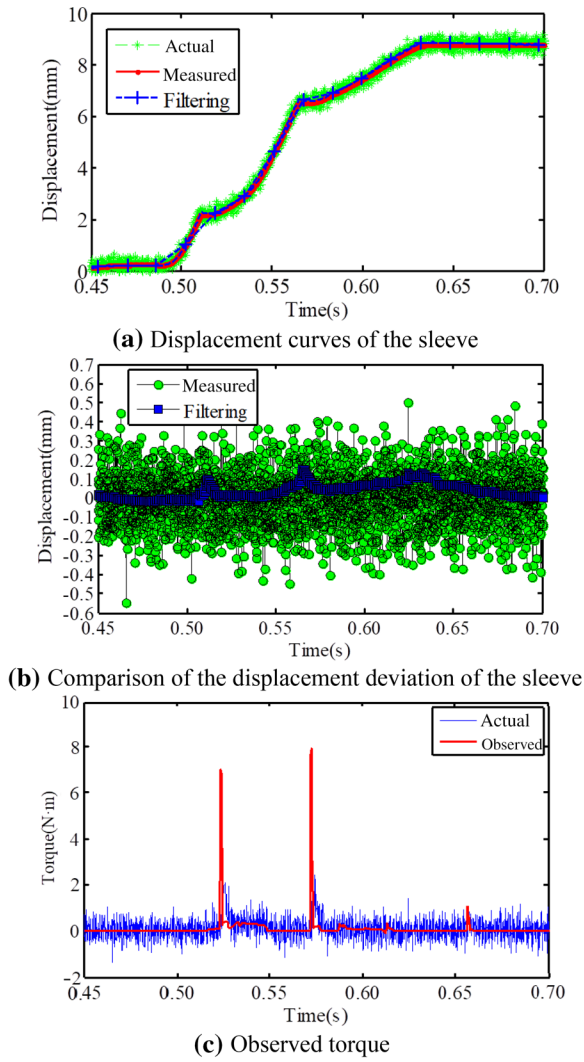 Displacement(mm)
10
8
6
4
2
0
Actual
Measured
Filtering
0.45 0.50 0.55 0.60 0.65 0.70
Time(s)
(a) Displacement curves of the sleeve
Displacement(mm)
0.7
0.6
0.5
0.4
0.3
0.2
0.1
0
-0.1
-0.2
-0.3
-0.4
-0.5
-0.6
Measured
Filtering
0.45 0.50 0.55 0.60 0.65 0.70
Time(s)
(b) Comparison of the displacement deviation of the sleeve
Torque(N·m)
10
8
6
4
2
0
-2
Actual
Observed
0.45 0.50 0.55 0.60 0.65 0.70
Time(s)
(c) Observed torque